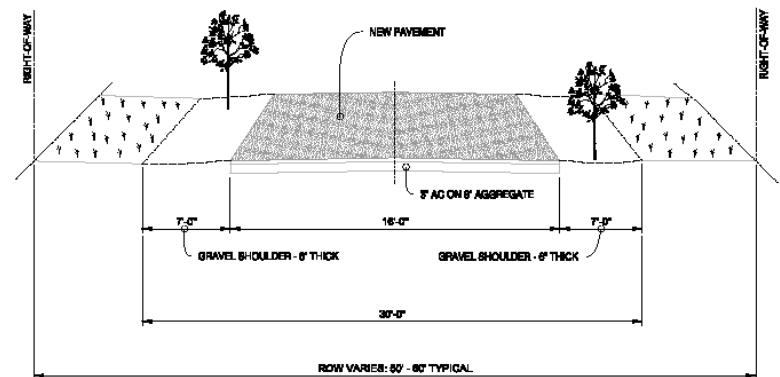 RIGHT-OF-WAY
RIGHT-OF-WAY
NEW PAVEMENT
3" AC ON AGGREGATE
7'-0"
16'-0"
7'-0"
GRAVEL SHOULDER - 6" THICK
GRAVEL SHOULDER - 6" THICK
30'-0"
ROW VARIES: 50' - 60' TYPICAL